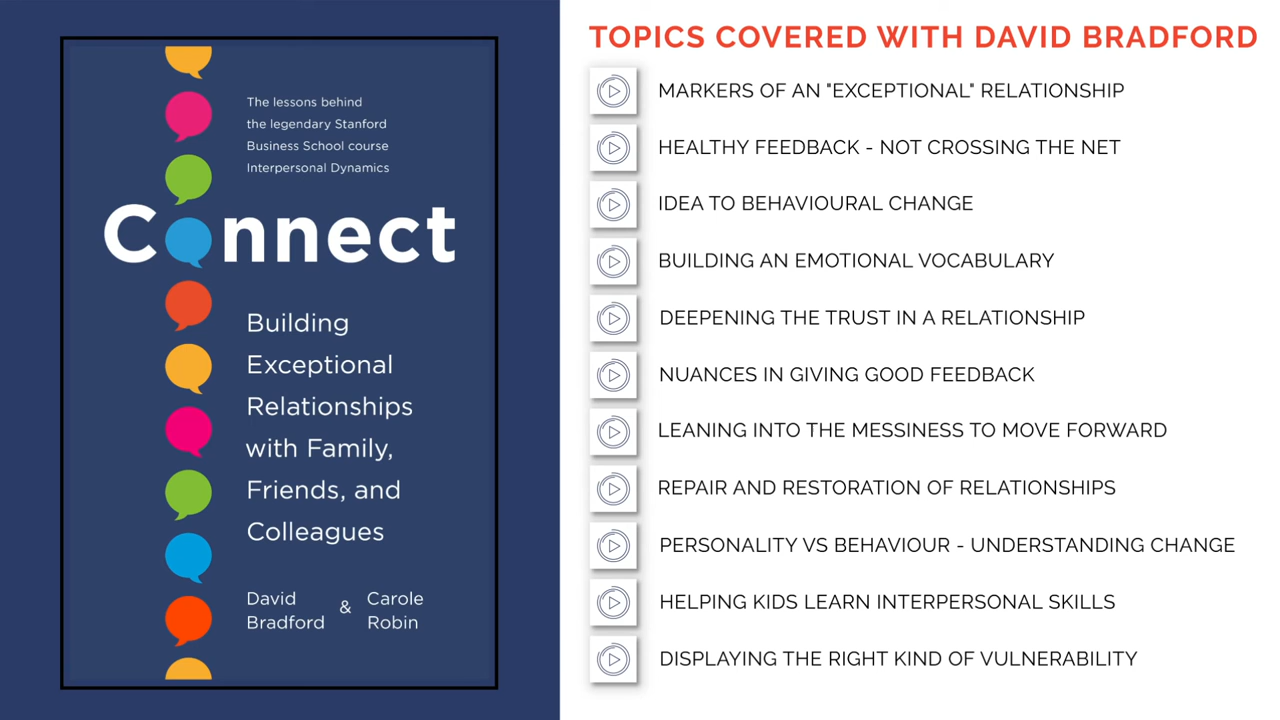 The lessons behind
the legendary Stanford
Business School course
Interpersonal Dynamics
Connect
Building
Exceptional
Relationships
with Family,
Friends, and
Colleagues
David Bradford & Carole Robin
TOPICS COVERED WITH DAVID BRADFORD
MARKERS OF AN "EXCEPTIONAL" RELATIONSHIP
HEALTHY FEEDBACK - NOT CROSSING THE NET
IDEA TO BEHAVIOURAL CHANGE
BUILDING AN EMOTIONAL VOCABULARY
DEEPENING THE TRUST IN A RELATIONSHIP
NUANCES IN GIVING GOOD FEEDBACK
LEANING INTO THE MESSINESS TO MOVE FORWARD
REPAIR AND RESTORATION OF RELATIONSHIPS
PERSONALITY VS BEHAVIOUR - UNDERSTANDING CHANGE
HELPING KIDS LEARN INTERPERSONAL SKILLS
DISPLAYING THE RIGHT KIND OF VULNERABILITY